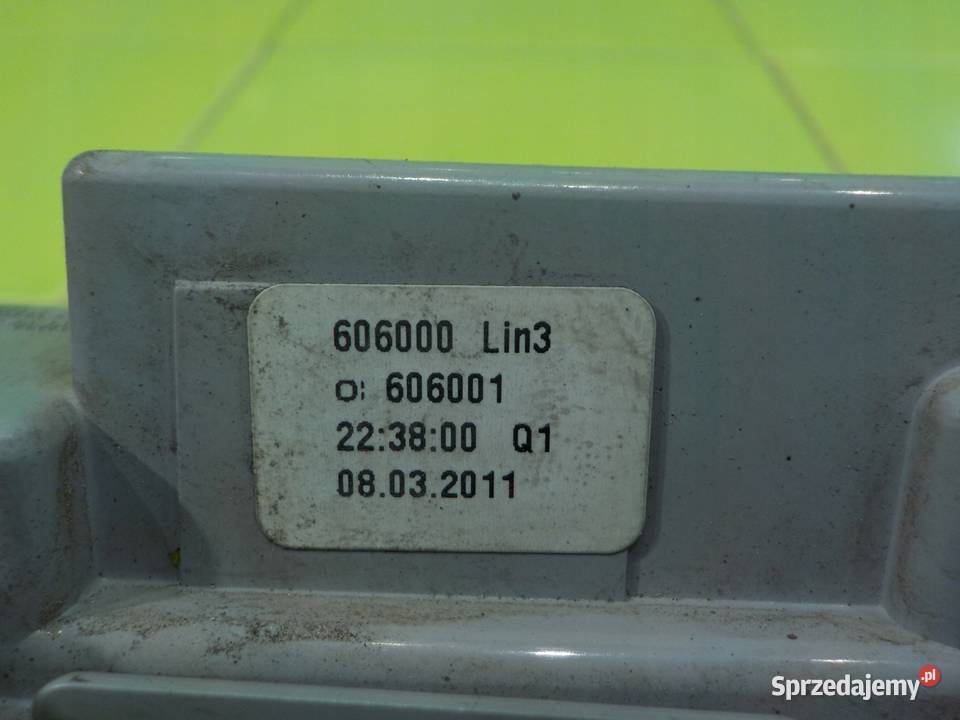 606000 Lin3
O: 606001
22:38:00 Q1
08.03.2011
Sprzedajemy.pl